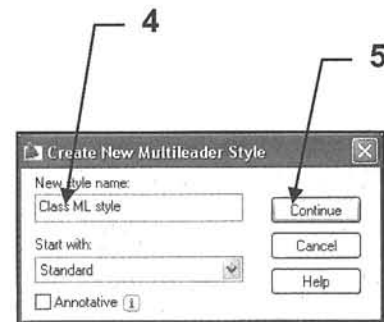 4
5
Create New Multileader Style
New style name:
Class ML style
Continue
Start with:
Cancel
Standard
Help
Annotative